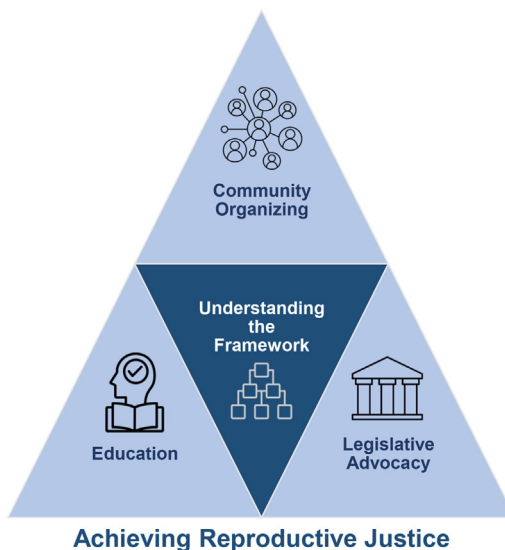 Community
Organizing
Understanding
the
Framework
Education
Legislative
Advocacy
Achieving Reproductive Justice